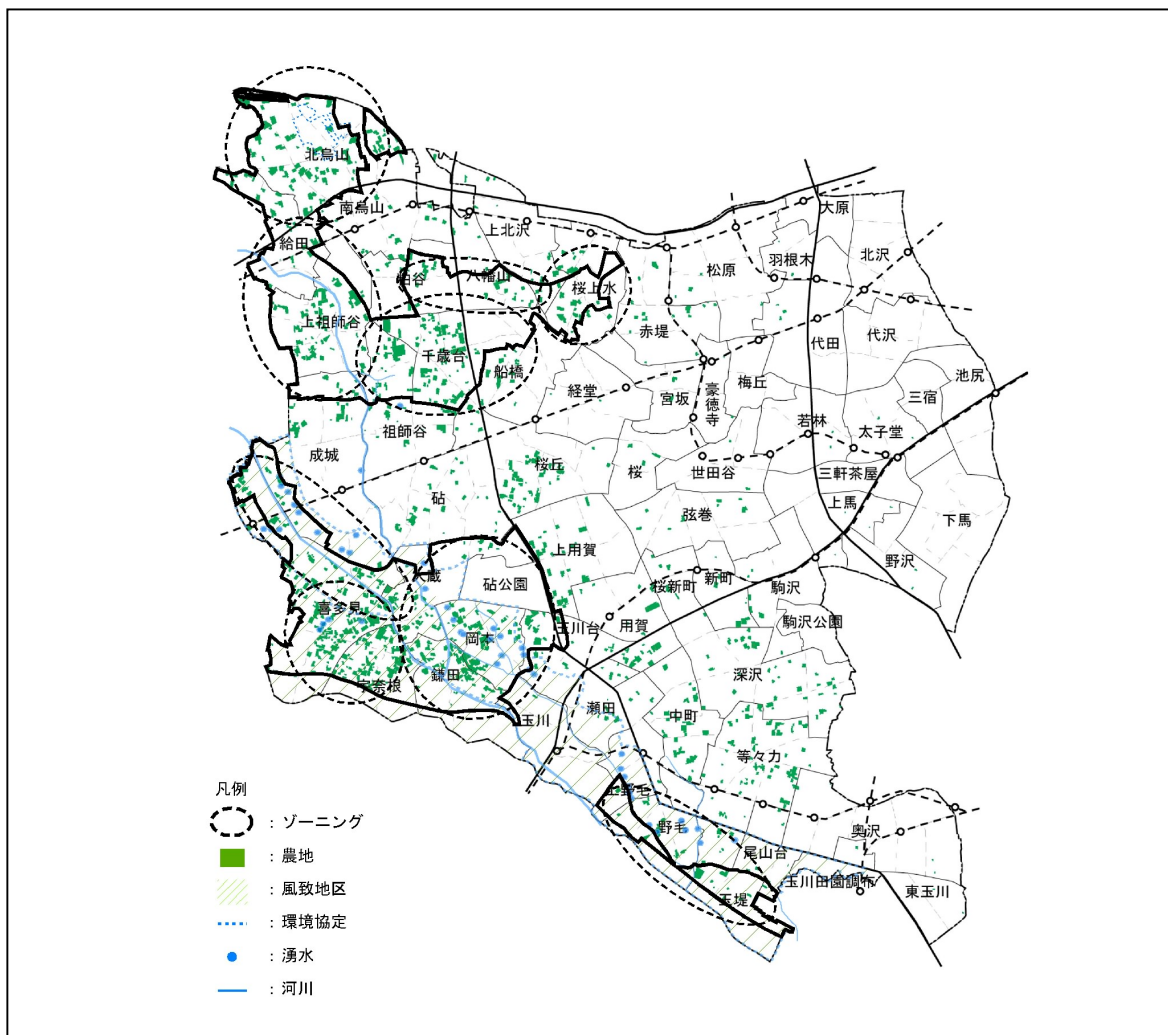 北烏山
南烏山
大原
給田
上北沢
北沢
羽根木
松原
八幡山
桜上水
上祖師谷
赤堤
代田
代沢
千歳台
船橋
池尻
経堂
宮坂
豪徳寺
梅丘
三宿
祖師谷
若林
太子堂
成城
桜丘
桜
世田谷
三軒茶屋
砧
上馬
弦巻
下馬
上用賀
野沢
砧公園
桜新町
新町
駒沢
喜多見
玉川台
用賀
駒沢公園
岡本
鎌田
深沢
宇奈根
玉川
瀬田
中町
等々力
上野毛
野毛
奥沢
尾山台
玉川田園調布
東玉川
玉堤
凡例
：ゾーニング
：農地
：風致地区
：環境協定
：湧水
：河川